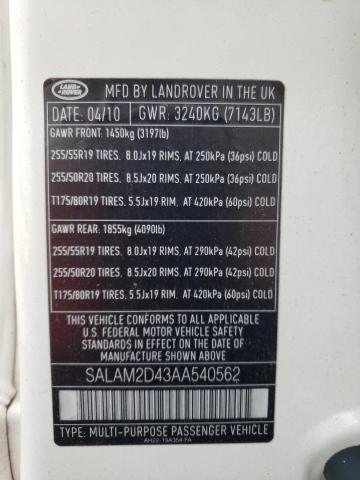 LAND
ROVER
MFD BY LANDROVER IN THE UK
DATE: 04/10 GWR: 3240KG (7143LB)
GAWR FRONT: 1450kg (3197lb)
255/55R19 TIRES. 8.0Jx19 RIMS, AT 250kPa (36psi) COLD
255/50R20 TIRES. 8.5Jx20 RIMS, AT 250kPa (36psi) COLD
T175/80R19 TIRES. 5.5Jx19 RIM, AT 420kPa (60psi) COLD
GAWR REAR: 1855kg (4090lb)
255/55R19 TIRES. 8.0Jx19 RIMS, AT 290kPa (42psi) COLD
255/50R20 TIRES. 8.5Jx20 RIMS, AT 290kPa (42psi) COLD
T175/80R19 TIRES. 5.5Jx19 RIM, AT 420kPa (60psi) COLD
THIS VEHICLE CONFORMS TO ALL APPLICABLE
U.S. FEDERAL MOTOR VEHICLE SAFETY STANDARDS
IN EFFECT ON THE DATE OF
MANUFACTURE SHOWN ABOVE
SALAM2D43AA540562
TYPE: MULTI-PURPOSE PASSENGER VEHICLE
AH22-19A354-FA